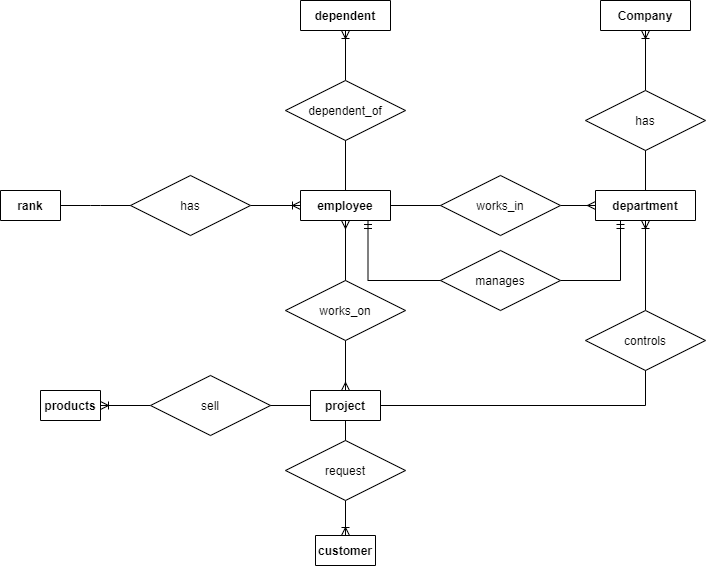 dependent
Company
dependent_of
has
rank
has
employee
works_in
department
manages
works_on
controls
products
sell
project
request
customer